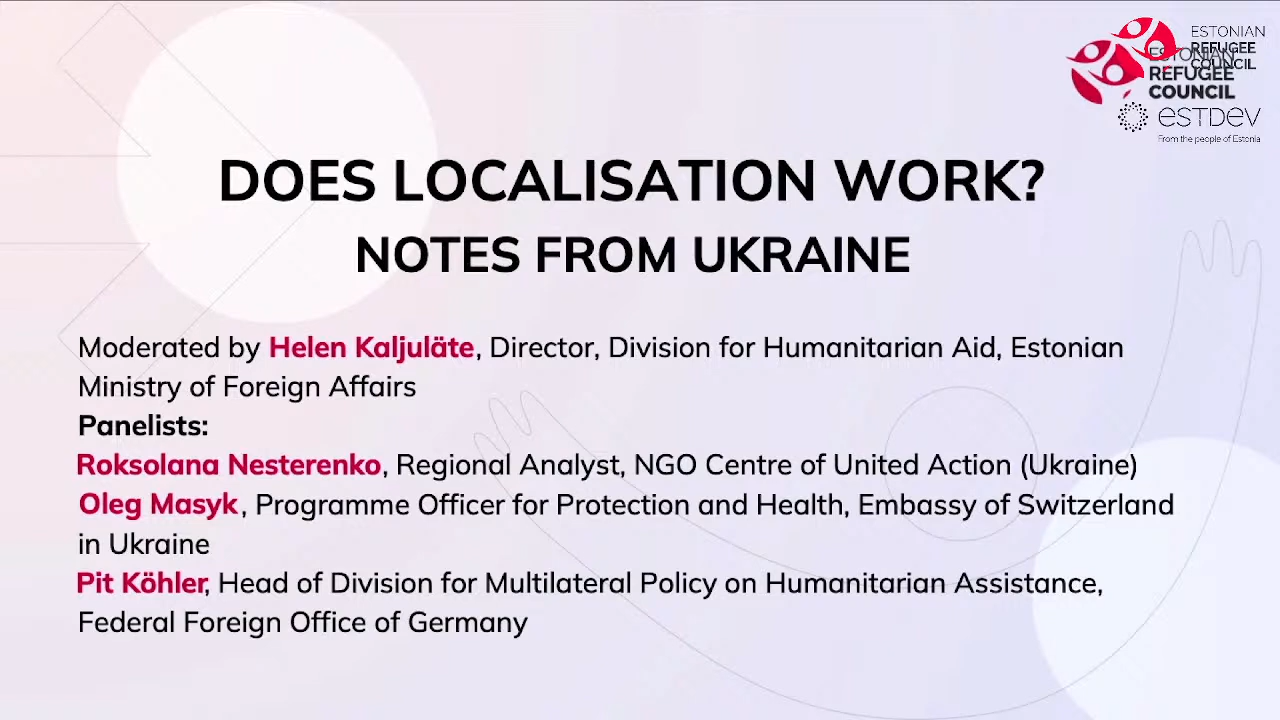 ESTONIAN
REFUGEE
COUNCIL
ESTONIAN
REFUGEE
COUNCIL
ESTDEV
From the people of Estonia
DOES LOCALISATION WORK?
NOTES FROM UKRAINE
Moderated by Helen Kaljuläte, Director, Division for Humanitarian Aid, Estonian
Ministry of Foreign Affairs
Panelists:
Roksolana Nesterenko, Regional Analyst, NGO Centre of United Action (Ukraine)
Oleg Masyk, Programme Officer for Protection and Health, Embassy of Switzerland
in Ukraine
Pit Köhler, Head of Division for Multilateral Policy on Humanitarian Assistance,
Federal Foreign Office of Germany